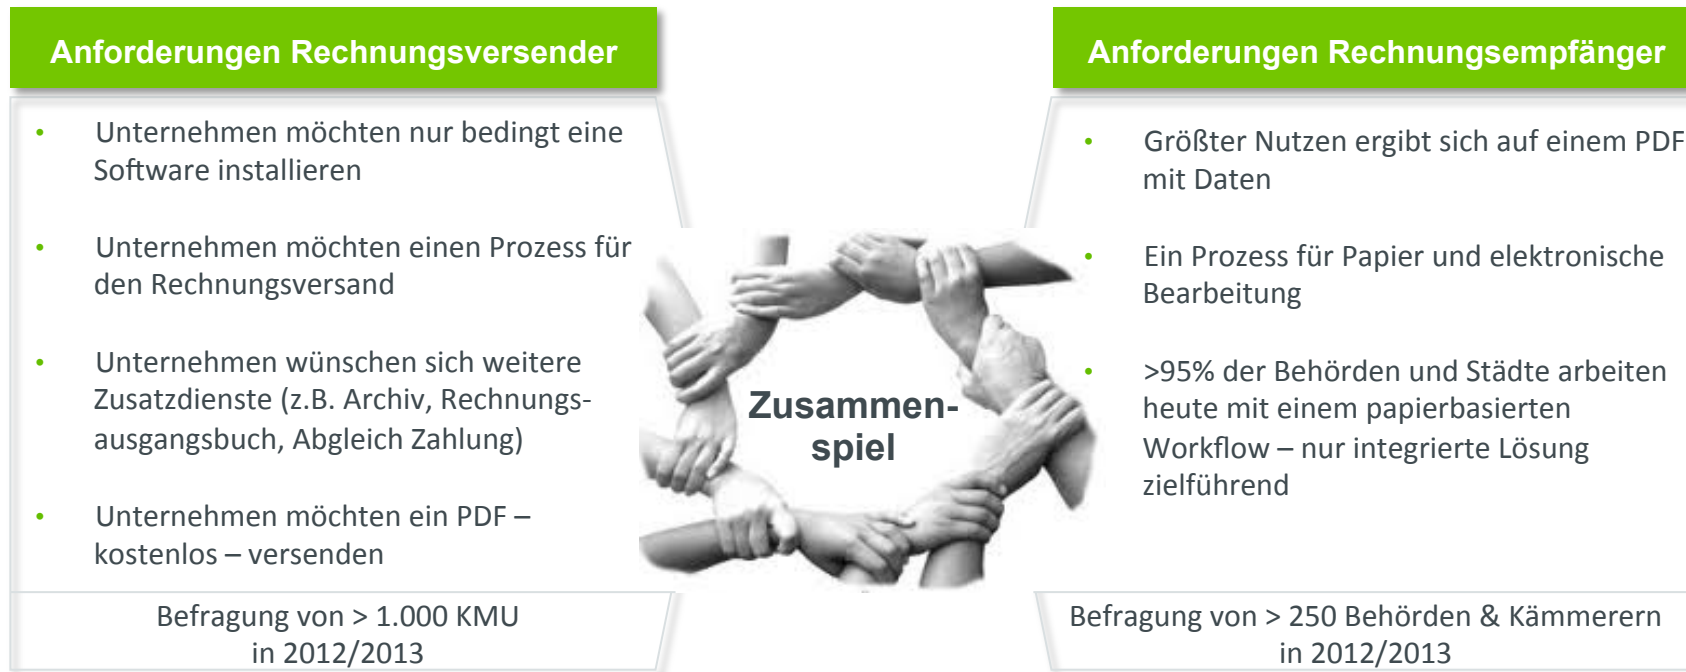 Anforderungen Rechnungsversender
• Unternehmen möchten nur bedingt eine
Software installieren
• Unternehmen möchten einen Prozess für
den Rechnungsversand
• Unternehmen wünschen sich weitere
Zusatzdienste (z.B. Archiv, Rechnungs-
ausgangsbuch, Abgleich Zahlung)
• Unternehmen möchten ein PDF –
kostenlos – versenden
Befragung von > 1.000 KMU
in 2012/2013
Zusammen-
spiel
Anforderungen Rechnungsempfänger
• Größter Nutzen ergibt sich auf einem PDF
mit Daten
• Ein Prozess für Papier und elektronische
Bearbeitung
• >95% der Behörden und Städte arbeiten
heute mit einem papierbasierten
Workflow – nur integrierte Lösung
zielführend
Befragung von > 250 Behörden & Kämmerern
in 2012/2013